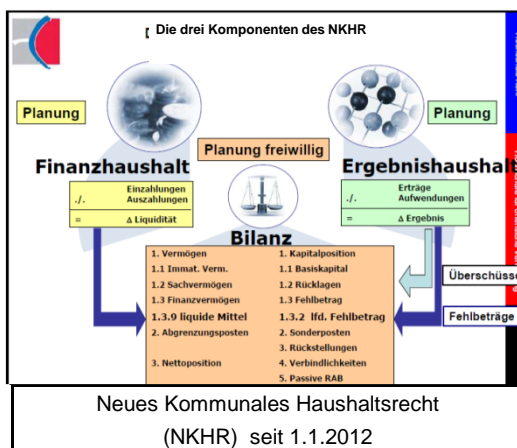 Die drei Komponenten des NKHR
Planung
Planung
Planung freiwillig
Finanzhaushalt
Ergebnishaushalt
Einzahlungen
./. Auszahlungen
= Δ Liquidität
Erträge
./. Aufwendungen
= Δ Ergebnis
Bilanz
1. Vermögen
1.1 Immat. Verm.
1.2 Sachvermögen
1.3 Finanzvermögen
1.3.9 liquide Mittel
2. Abgrenzungsposten
3. Nettoposition
1. Kapitalposition
1.1 Basiskapital
1.2 Rücklagen
1.3 Fehlbetrag
1.3.2 lfd. Fehlbetrag
2. Sonderposten
3. Rückstellungen
4. Verbindlichkeiten
5. Passive RAB
Überschüsse
Fehlbeträge
Neues Kommunales Haushaltsrecht
(NKHR) seit 1.1.2012